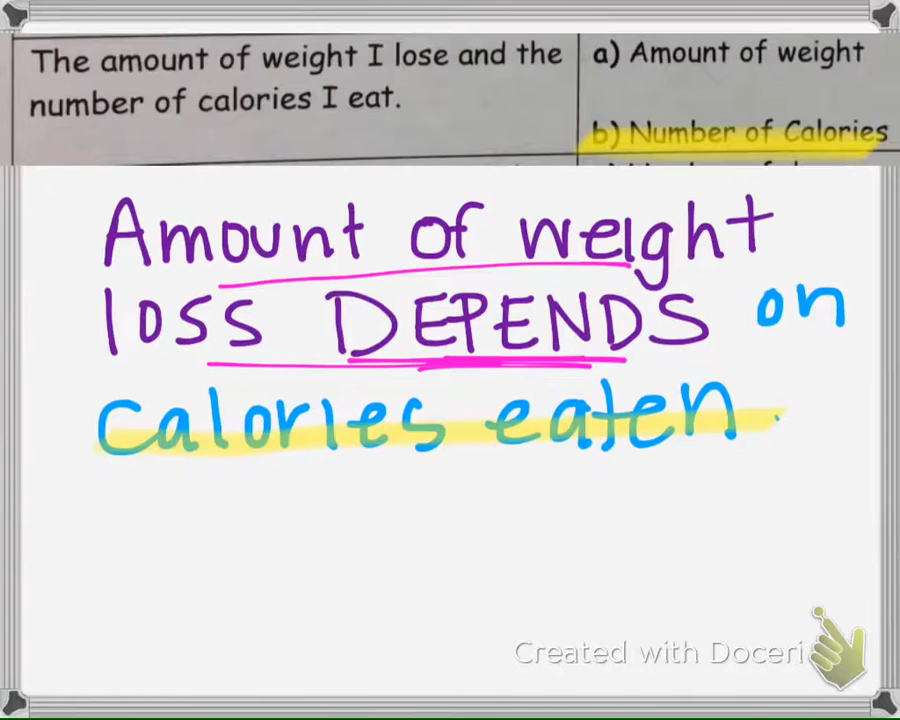 The amount of weight I lose and the
number of calories I eat.
a) Amount of weight
b) Number of Calories
Amount of weight
loss DEPENDS on
calories eaten.
Created with Doceri